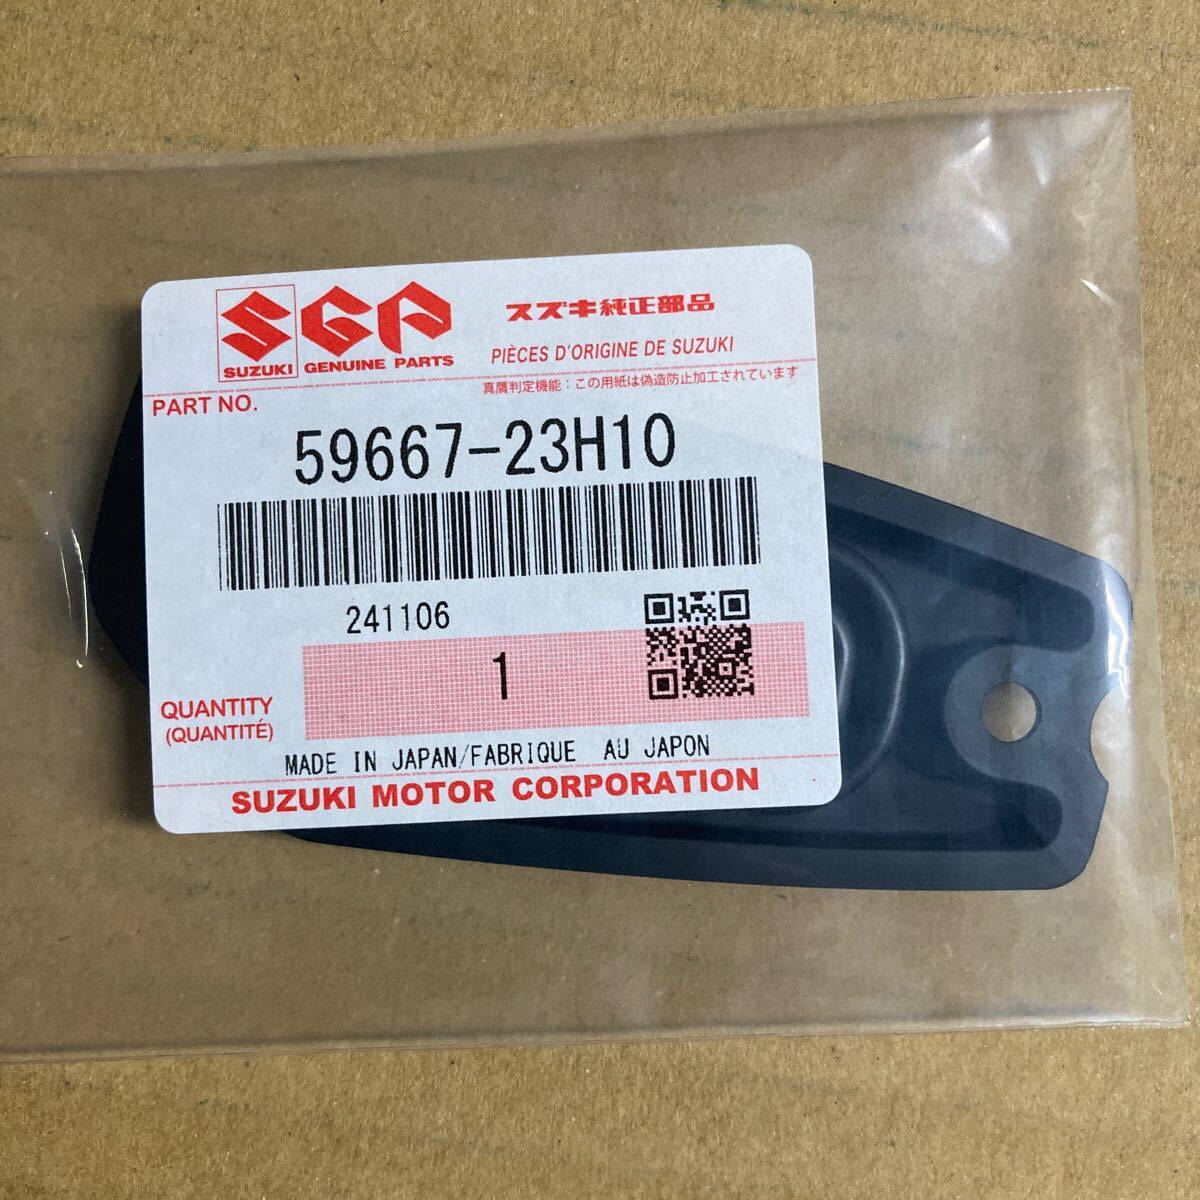 SGP
SUZUKI GENUINE PARTS
スズキ純正部品
PIÈCES D'ORIGINE DE SUZUKI
真贋判定機能：この用紙は偽造防止加工されています
PART NO.
59667-23H10
241106
1
QUANTITY
(QUANTITÉ)
MADE IN JAPAN/FABRIQUE AU JAPON
SUZUKI MOTOR CORPORATION